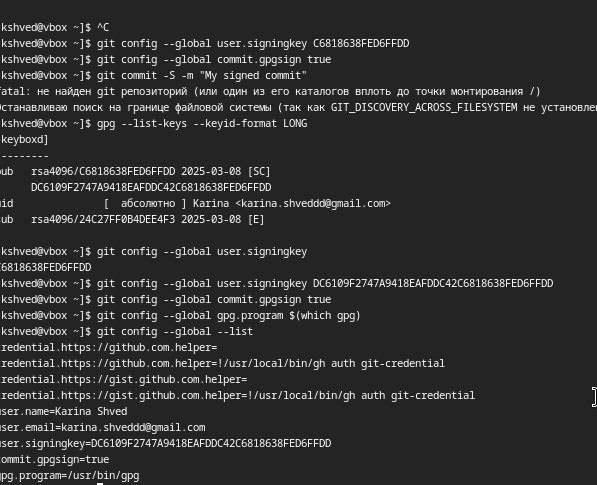 kshved@vbox ~]$ ^C
kshved@vbox ~]$ git config --global user.signingkey C6818638FED6FFDD
kshved@vbox ~]$ git config --global commit.gpgsign true
kshved@vbox ~]$ git commit -S -m "My signed commit"
fatal: не найден git репозиторий (или один из его каталогов вплоть до точки монтирования /)
Останавливаю поиск на границе файловой системы (так как GIT_DISCOVERY_ACROSS_FILESYSTEM не установле
kshved@vbox ~]$ gpg --list-keys --keyid-format LONG
keyboxd]
--------
pub   rsa4096/C6818638FED6FFDD 2025-03-08 [SC]
      DC6109F2747A9418EAFDDC42C6818638FED6FFDD
uid                 [  абсолютно ] Karina <karina.shveddd@gmail.com>
sub   rsa4096/24C27FF0B4DEE4F3 2025-03-08 [E]
kshved@vbox ~]$ git config --global user.signingkey
C6818638FED6FFDD
kshved@vbox ~]$ git config --global user.signingkey DC6109F2747A9418EAFDDC42C6818638FED6FFDD
kshved@vbox ~]$ git config --global commit.gpgsign true
kshved@vbox ~]$ git config --global gpg.program $(which gpg)
kshved@vbox ~]$ git config --global --list
credential.https://github.com.helper=
credential.https://github.com.helper=!/usr/local/bin/gh auth git-credential
credential.https://gist.github.com.helper=
credential.https://gist.github.com.helper=!/usr/local/bin/gh auth git-credential
user.name=Karina Shved
user.email=karina.shveddd@gmail.com
user.signingkey=DC6109F2747A9418EAFDDC42C6818638FED6FFDD
commit.gpgsign=true
gpg.program=/usr/bin/gpg